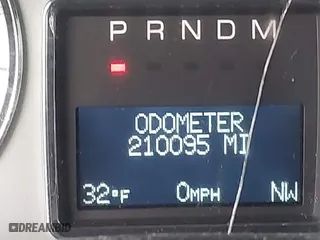 P R N D M
ODOMETER
210095 MI
32°F 0MPH NW
DREAMBID